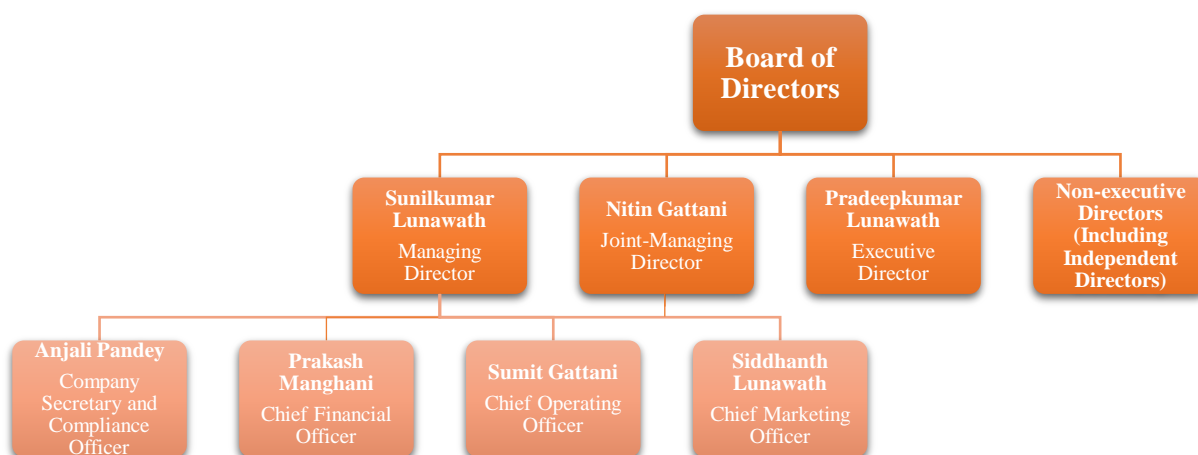 Board of
Directors
Sunilkumar
Lunawath
Managing
Director
Nitin Gattani
Joint-Managing
Director
Pradeepkumar
Lunawath
Executive
Director
Non-executive
Directors
(Including
Independent
Directors)
Anjali Pandey
Company
Secretary and
Compliance
Officer
Prakash
Manghani
Chief Financial
Officer
Sumit Gattani
Chief Operating
Officer
Siddhanth
Lunawath
Chief Marketing
Officer